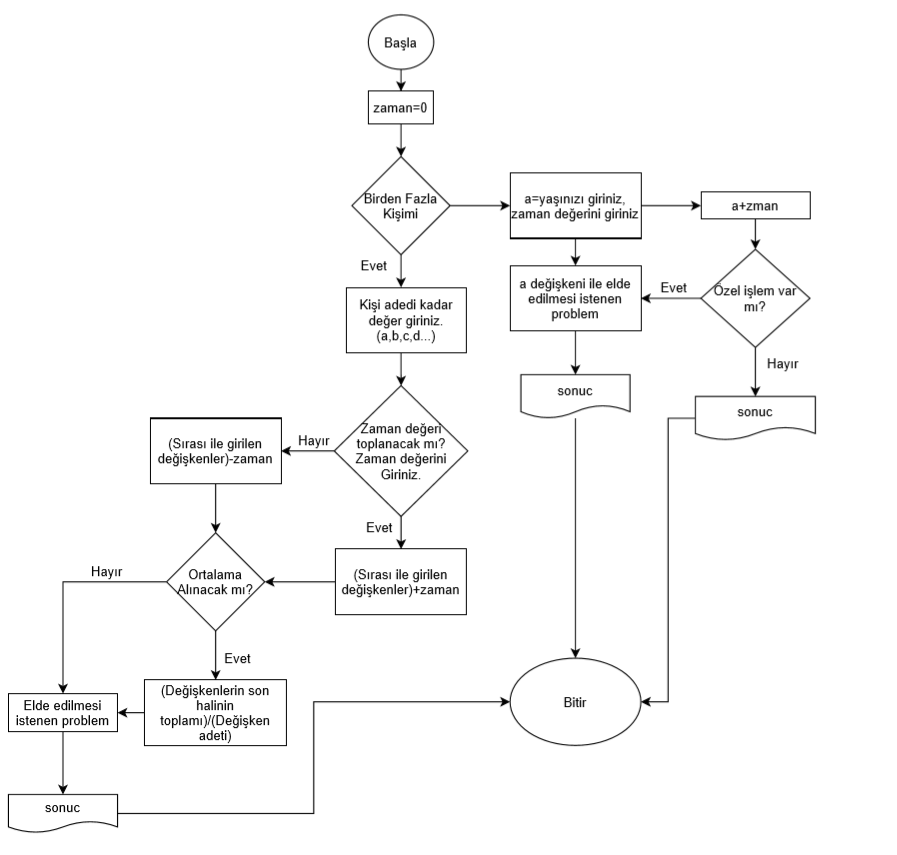 Başla
zaman=0
Birden Fazla
Kişimi
a=yaşınızı giriniz,
zaman değerini giriniz
a+zman
Evet
a değişkeni ile elde
edilmesi istenen
problem
Evet
Özel işlem var
mı?
Kişi adedi kadar
değer giriniz.
(a,b,c,d...)
Hayır
sonuc
sonuc
Zaman değeri
toplanacak mı?
Zaman değerini
Giriniz.
Hayır
(Sırası ile girilen
değişkenler)-zaman
Evet
(Sırası ile girilen
değişkenler)+zaman
Ortalama
Alınacak mı?
Hayır
Evet
(Değişkenlerin son
halinin
toplamı)/(Değişken
adeti)
Elde edilmesi
istenen problem
Bitir
sonuc